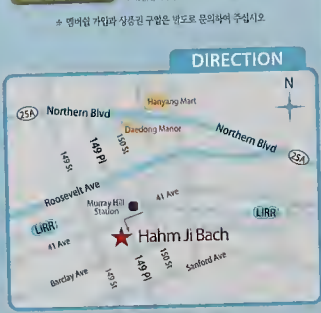 * 멤버쉽 가입과 상품권 구입은 별도로 문의하여 주십시오
DIRECTION
N
25A
Northern Blvd
Hanyang Mart
Daedong Manor
Northern Blvd
25A
149 St
149 Pl
150 St
Roosevelt Ave
Murray Hill
Station
41 Ave
LIRR
LIRR
41 Ave
Hahm Ji Bach
Barclay Ave
149 St
149 Pl
150 St
Sanford Ave